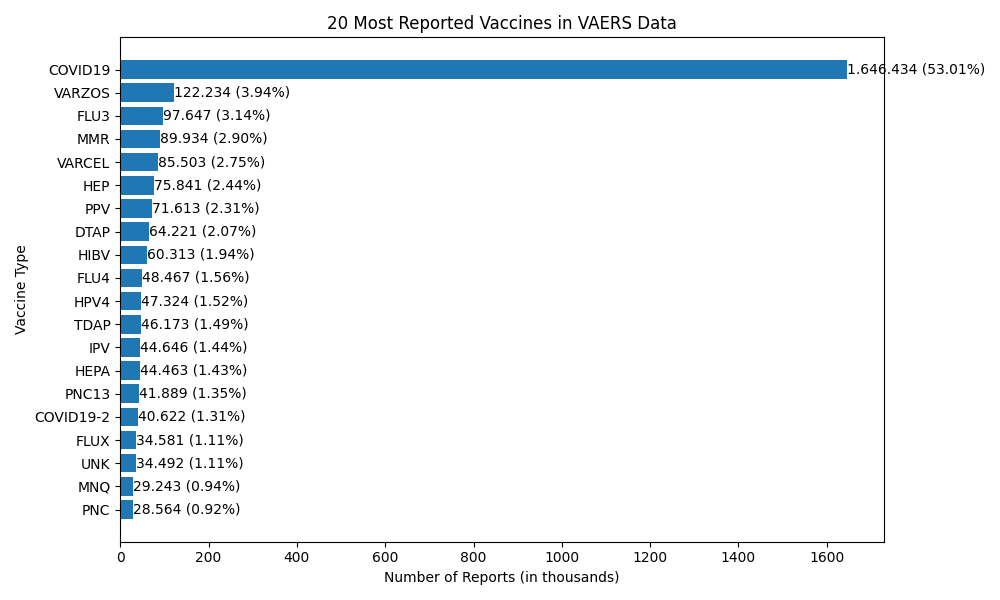 20 Most Reported Vaccines in VAERS Data
Vaccine Type
COVID19 1.646.434 (53.01%)
VARZOS 122.234 (3.94%)
FLU3 97.647 (3.14%)
MMR 89.934 (2.90%)
VARCEL 85.503 (2.75%)
HEP 75.841 (2.44%)
PPV 71.613 (2.31%)
DTAP 64.221 (2.07%)
HIBV 60.313 (1.94%)
FLU4 48.467 (1.56%)
HPV4 47.324 (1.52%)
TDAP 46.173 (1.49%)
IPV 44.646 (1.44%)
HEPA 44.463 (1.43%)
PNC13 41.889 (1.35%)
COVID19-2 40.622 (1.31%)
FLUX 34.581 (1.11%)
UNK 34.492 (1.11%)
MNQ 29.243 (0.94%)
PNC 28.564 (0.92%)
0 200 400 600 800 1000 1200 1400 1600
Number of Reports (in thousands)